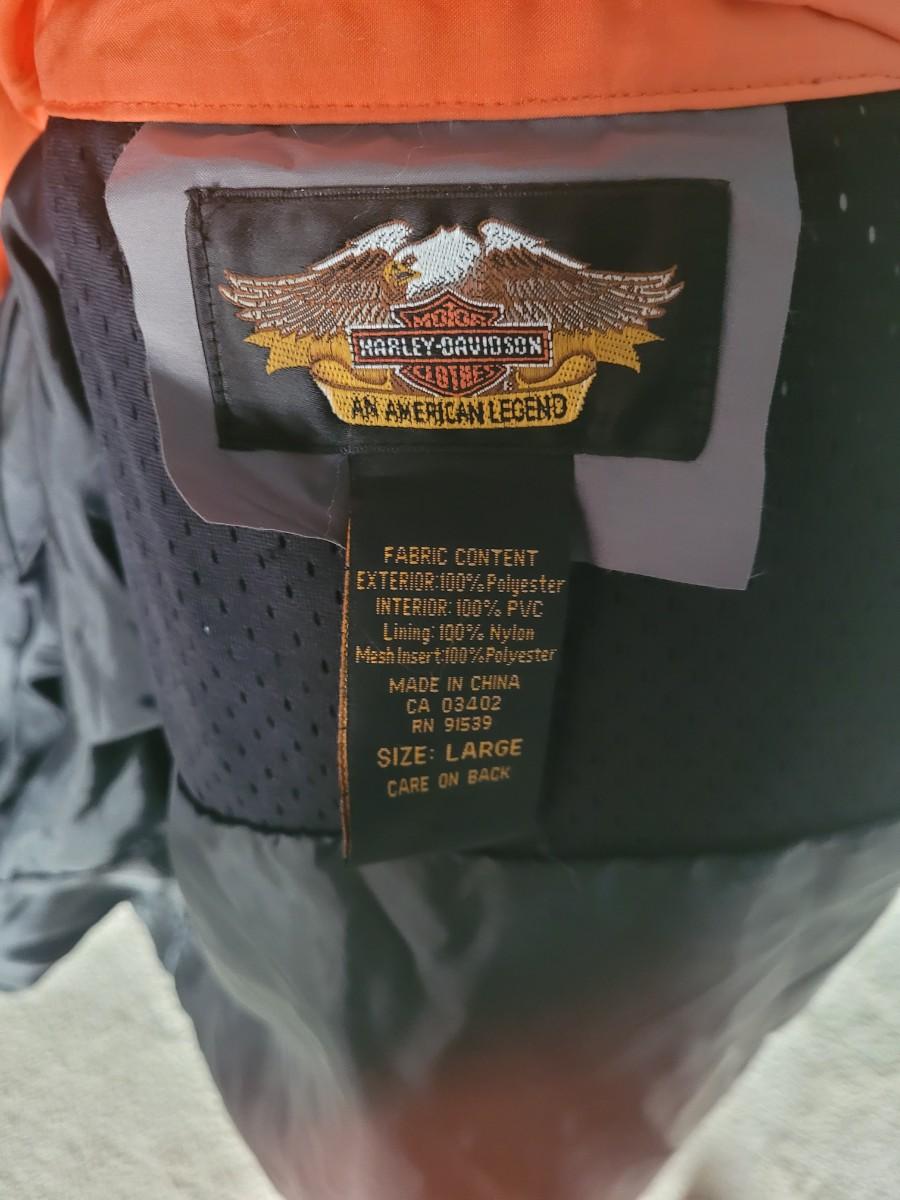 MOTOR
HARLEY-DAVIDSON
CLOTHES
®
AN AMERICAN LEGEND
FABRIC CONTENT
EXTERIOR:100%Polyester
INTERIOR: 100% PVC
Lining: 100% Nylon
Mesh Insert:100%Polyester
MADE IN CHINA
CA 03402
RN 91539
SIZE: LARGE
CARE ON BACK